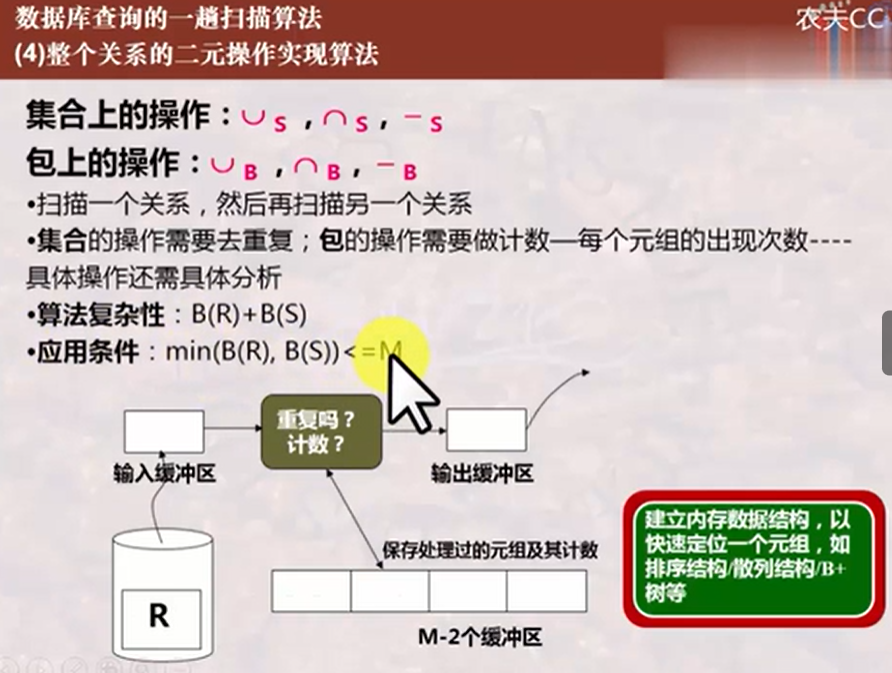 数据库查询的一趟扫描算法
农夫CC
(4)整个关系的二元操作实现算法
集合上的操作：∪S，∩S，－S
包上的操作：∪B，∩B，－B
•扫描一个关系，然后再扫描另一个关系
•集合的操作需要去重复；包的操作需要做计数—每个元组的出现次数----
具体操作还需具体分析
•算法复杂性：B(R)+B(S)
•应用条件：min(B(R), B(S))<=M
重复吗？
计数？
输入缓冲区
输出缓冲区
保存处理过的元组及其计数
R
M-2个缓冲区
建立内存数据结构，以
快速定位一个元组，如
排序结构/散列结构/B+
树等